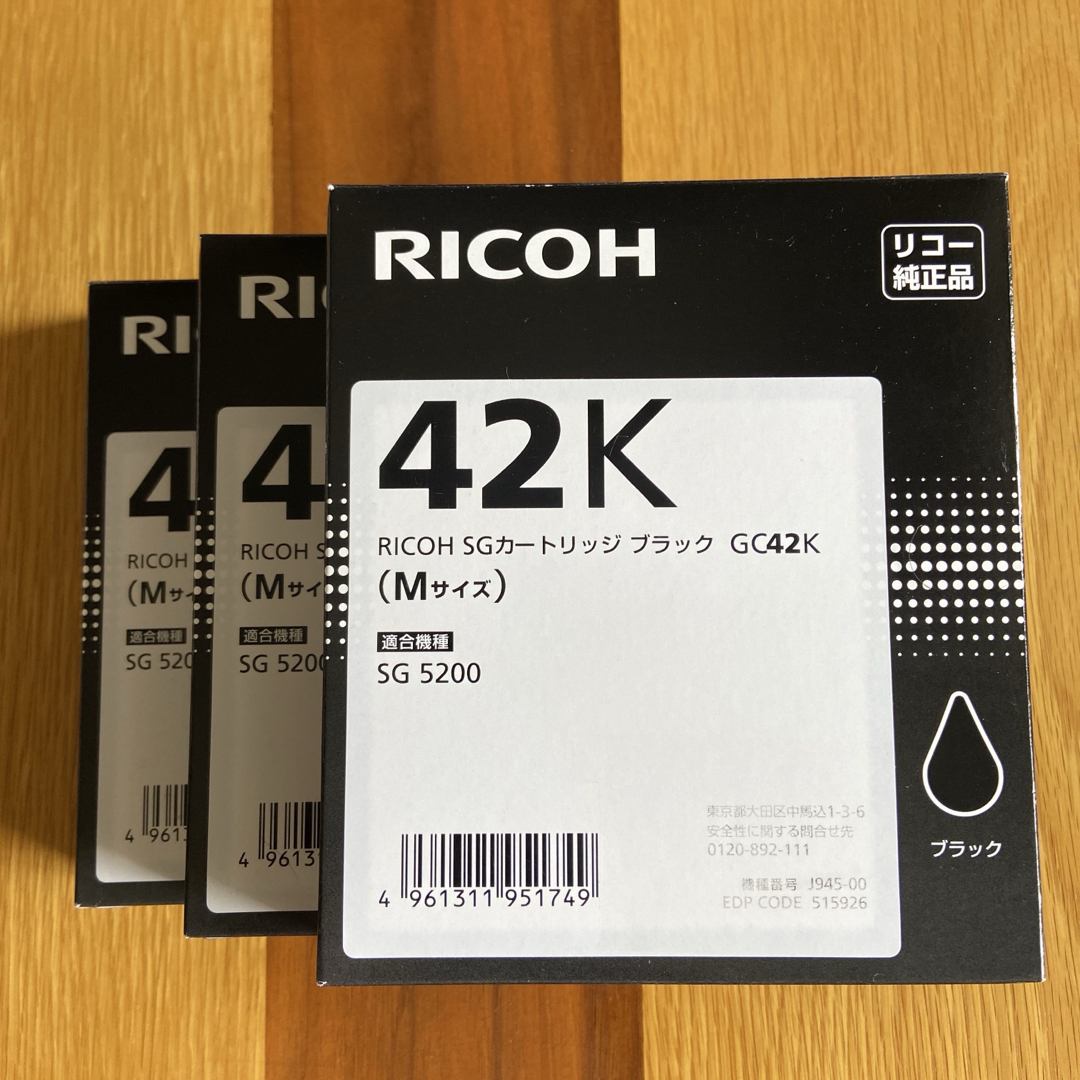 RICOH
リコー
純正品
42K
RICOH SGカートリッジ ブラック GC42K
(Mサイズ)
適合機種
SG 5200
東京都大田区中馬込1-3-6
安全性に関する問合せ先
0120-892-111
機種番号 J945-00
EDP CODE 515926
4 961311 951749
ブラック
RI
4
RICOH S
(Mサイ
適合機種
SG 5200
4 9613
RI
4
RICOH
(Mサ
適合機種
SG 520
4 961